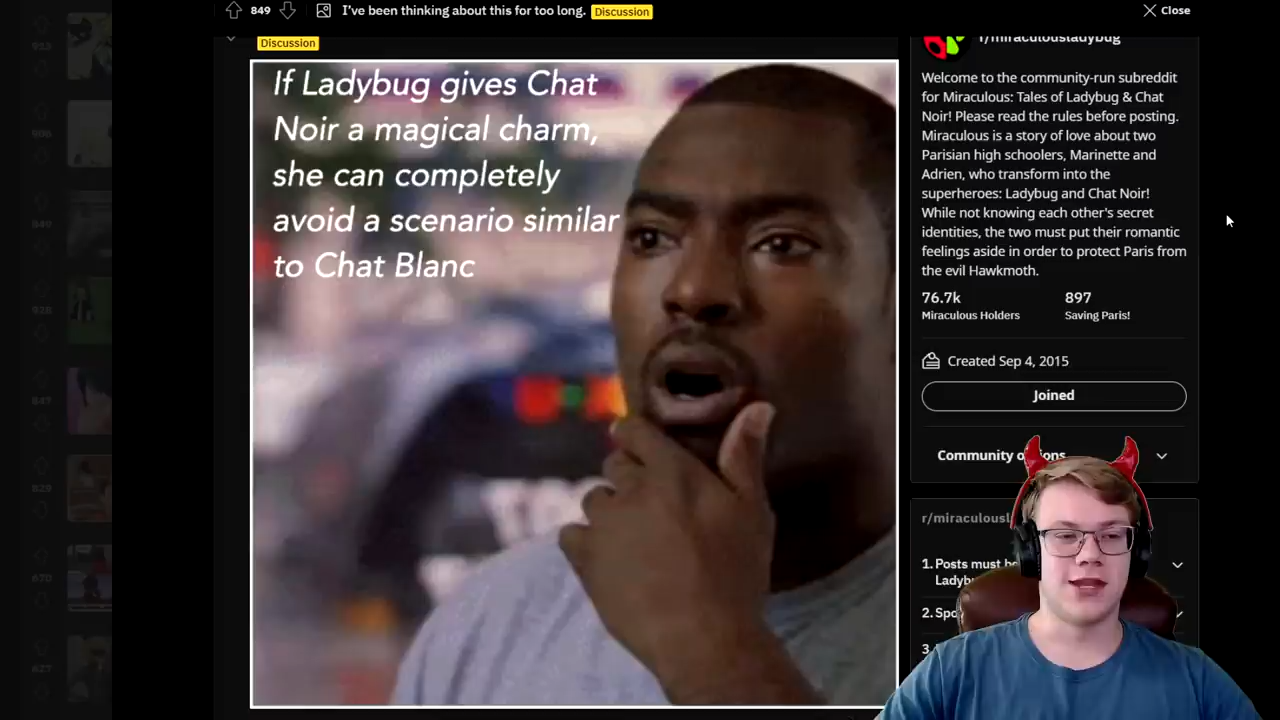 849
I've been thinking about this for too long.
Discussion
Close
Discussion
If Ladybug gives Chat
Noir a magical charm,
she can completely
avoid a scenario similar
to Chat Blanc
r/miraculousladybug
Welcome to the community-run subreddit
for Miraculous: Tales of Ladybug & Chat
Noir! Please read the rules before posting.
Miraculous is a story of love about two
Parisian high schoolers, Marinette and
Adrien, who transform into the
superheroes: Ladybug and Chat Noir!
While not knowing each other's secret
identities, the two must put their romantic
feelings aside in order to protect Paris from
the evil Hawkmoth.
76.7k 897
Miraculous Holders Saving Paris!
Created Sep 4, 2015
Joined
Community
r/miraculousl
1. Posts must
Ladyb
2. Spo
3.